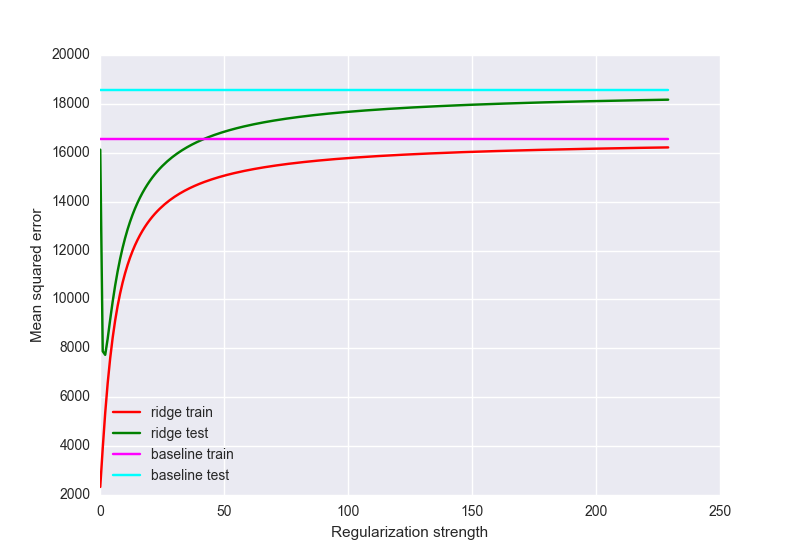 20000
18000
16000
14000
12000
10000
8000
6000
4000
2000
Mean squared error
ridge train
ridge test
baseline train
baseline test
0
50
100
150
200
250
Regularization strength